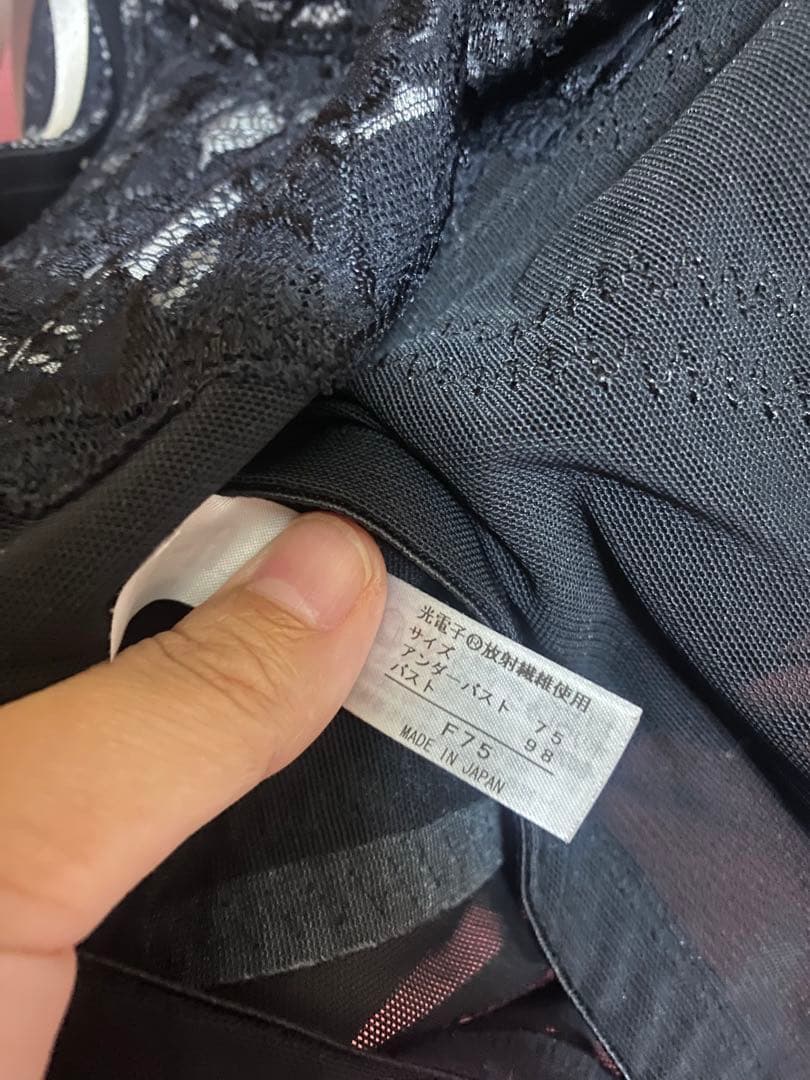 光電子®放射繊維使用
サイズ
アンダーバスト 75
バスト 98
F75
MADE IN JAPAN